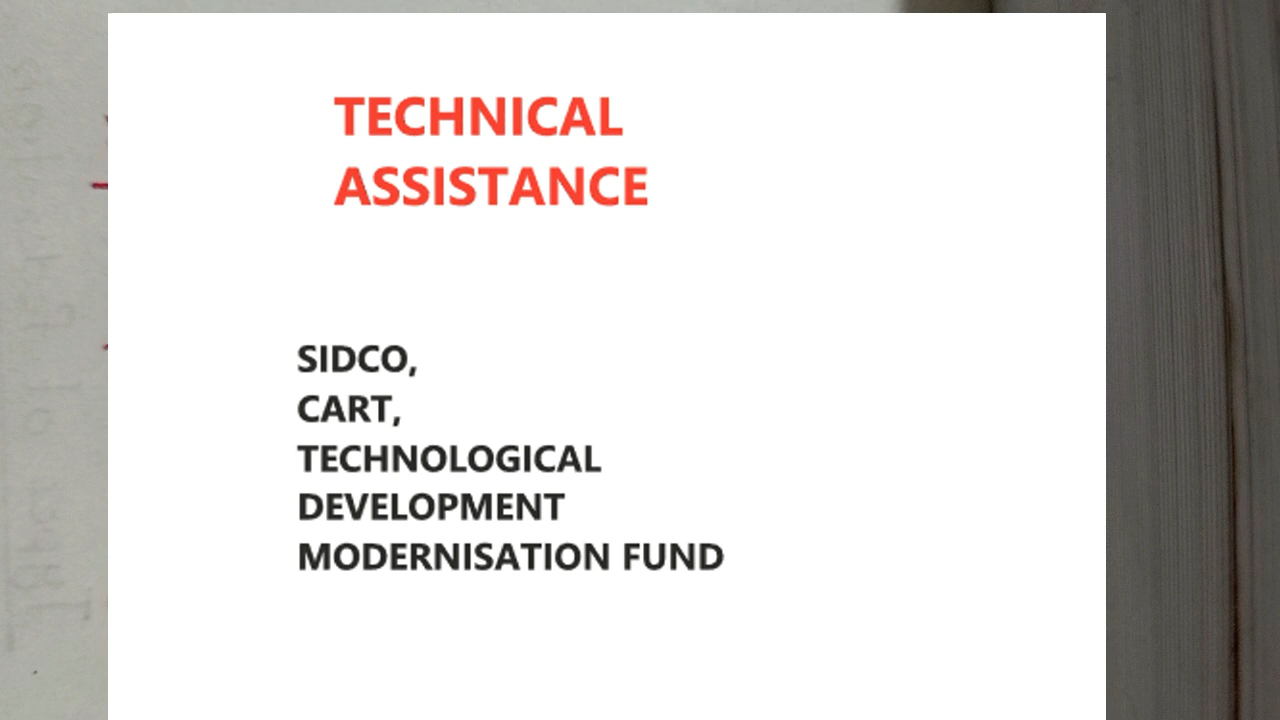 TECHNICAL
ASSISTANCE
SIDCO,
CART,
TECHNOLOGICAL
DEVELOPMENT
MODERNISATION FUND